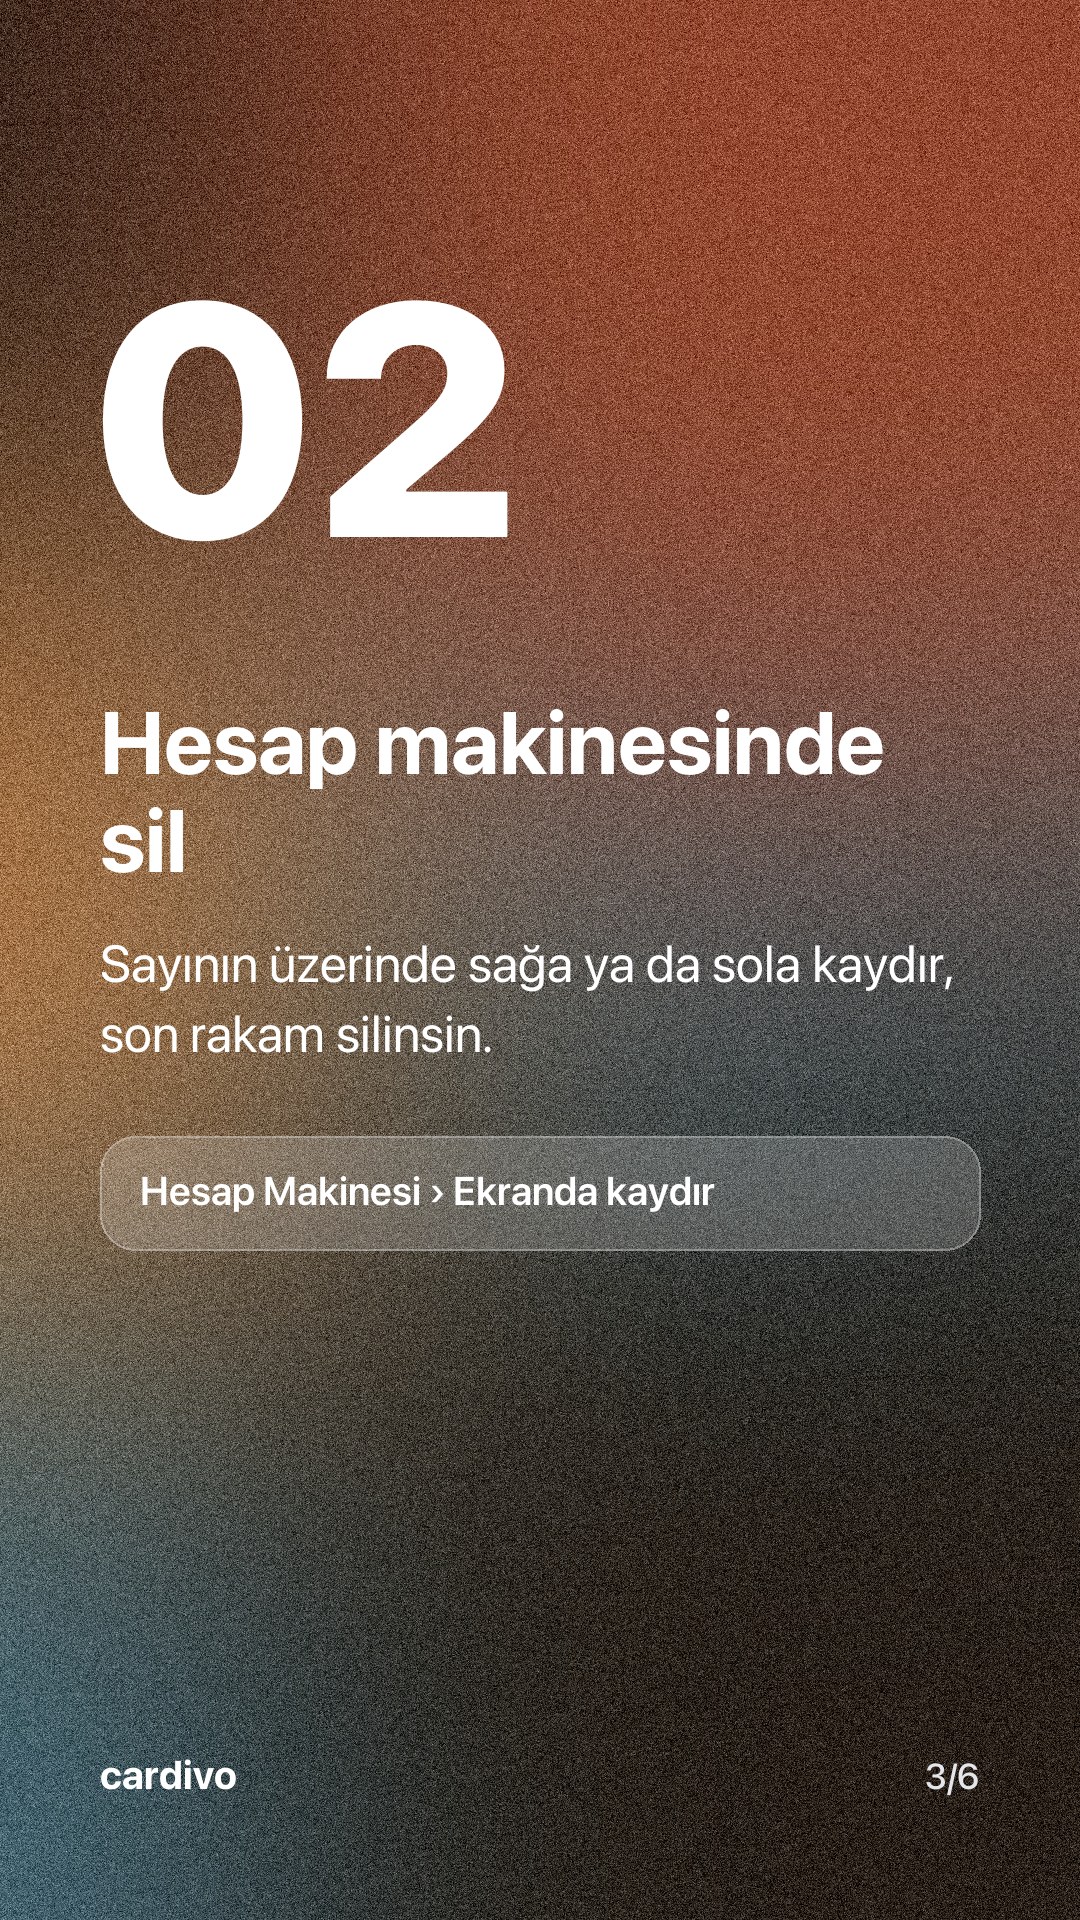 02
Hesap makinesinde
sil
Sayının üzerinde sağa ya da sola kaydır,
son rakam silinsin.
Hesap Makinesi › Ekranda kaydır
cardivo
3/6